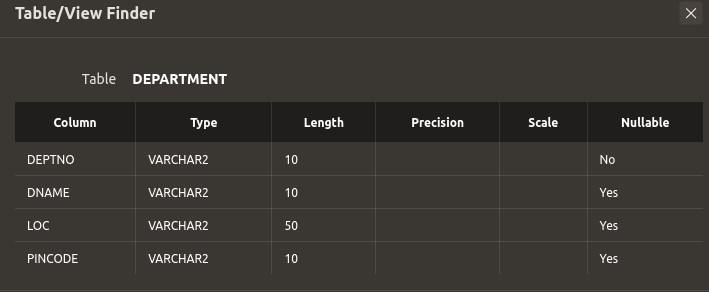 Table/View Finder
Table DEPARTMENT
Column Type Length Precision Scale Nullable
DEPTNO VARCHAR2 10 No
DNAME VARCHAR2 10 Yes
LOC VARCHAR2 50 Yes
PINCODE VARCHAR2 10 Yes